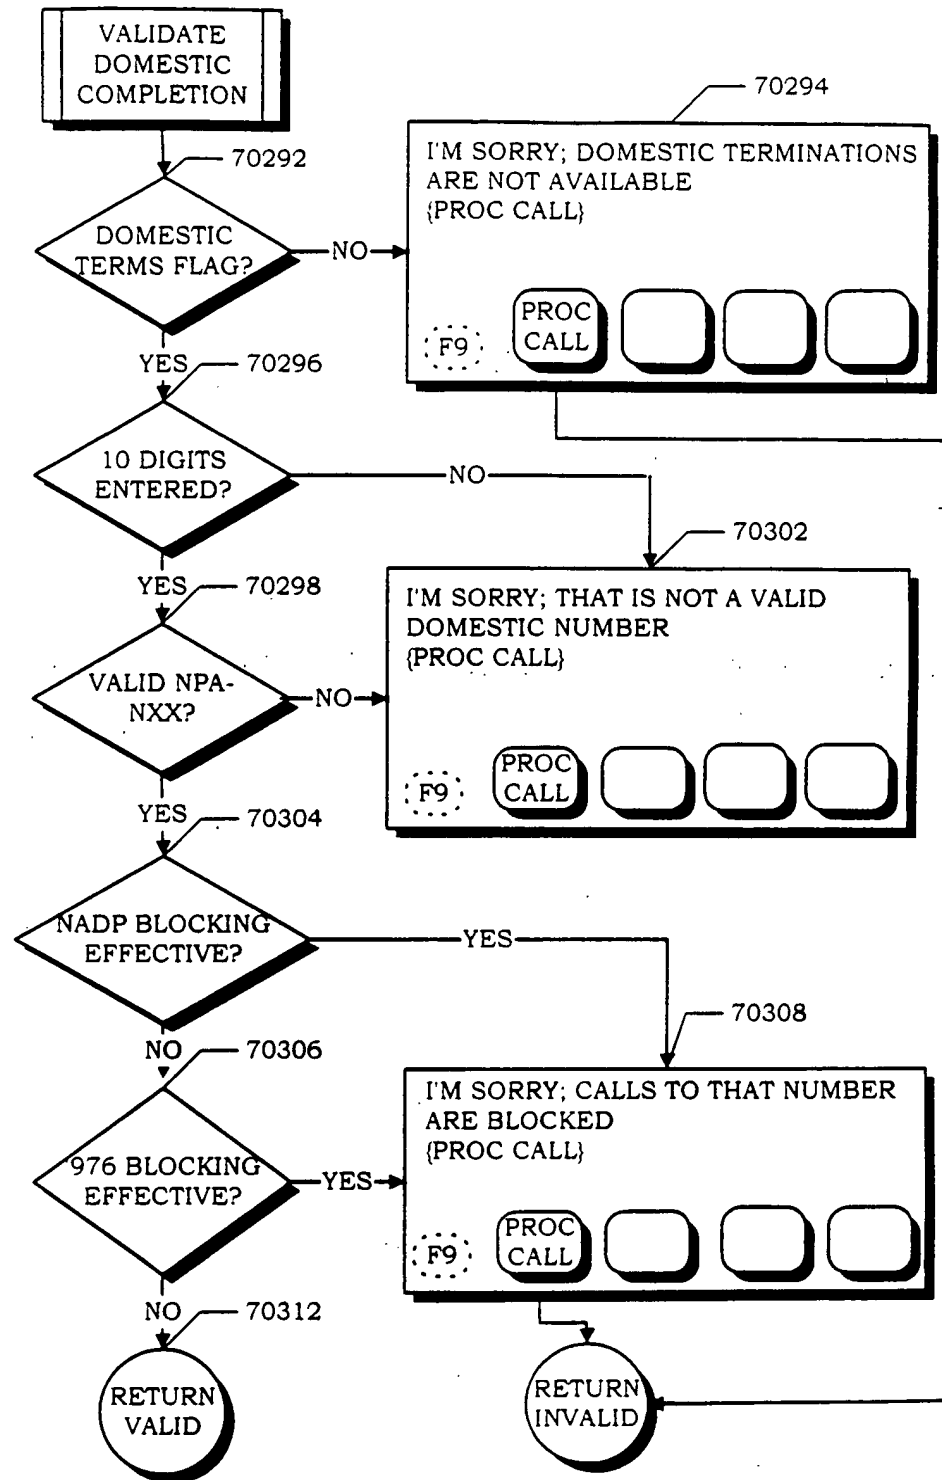 VALIDATE
DOMESTIC
COMPLETION
70294
I'M SORRY; DOMESTIC TERMINATIONS
ARE NOT AVAILABLE
{PROC CALL}
F9
PROC
CALL
70292
DOMESTIC
TERMS FLAG?
NO
YES
70296
10 DIGITS
ENTERED?
NO
70302
I'M SORRY; THAT IS NOT A VALID
DOMESTIC NUMBER
{PROC CALL}
F9
PROC
CALL
YES
70298
VALID NPA-
NXX?
NO
YES
70304
NADP BLOCKING
EFFECTIVE?
YES
70308
I'M SORRY; CALLS TO THAT NUMBER
ARE BLOCKED
{PROC CALL}
F9
PROC
CALL
NO
70306
976 BLOCKING
EFFECTIVE?
YES
NO
70312
RETURN
VALID
RETURN
INVALID